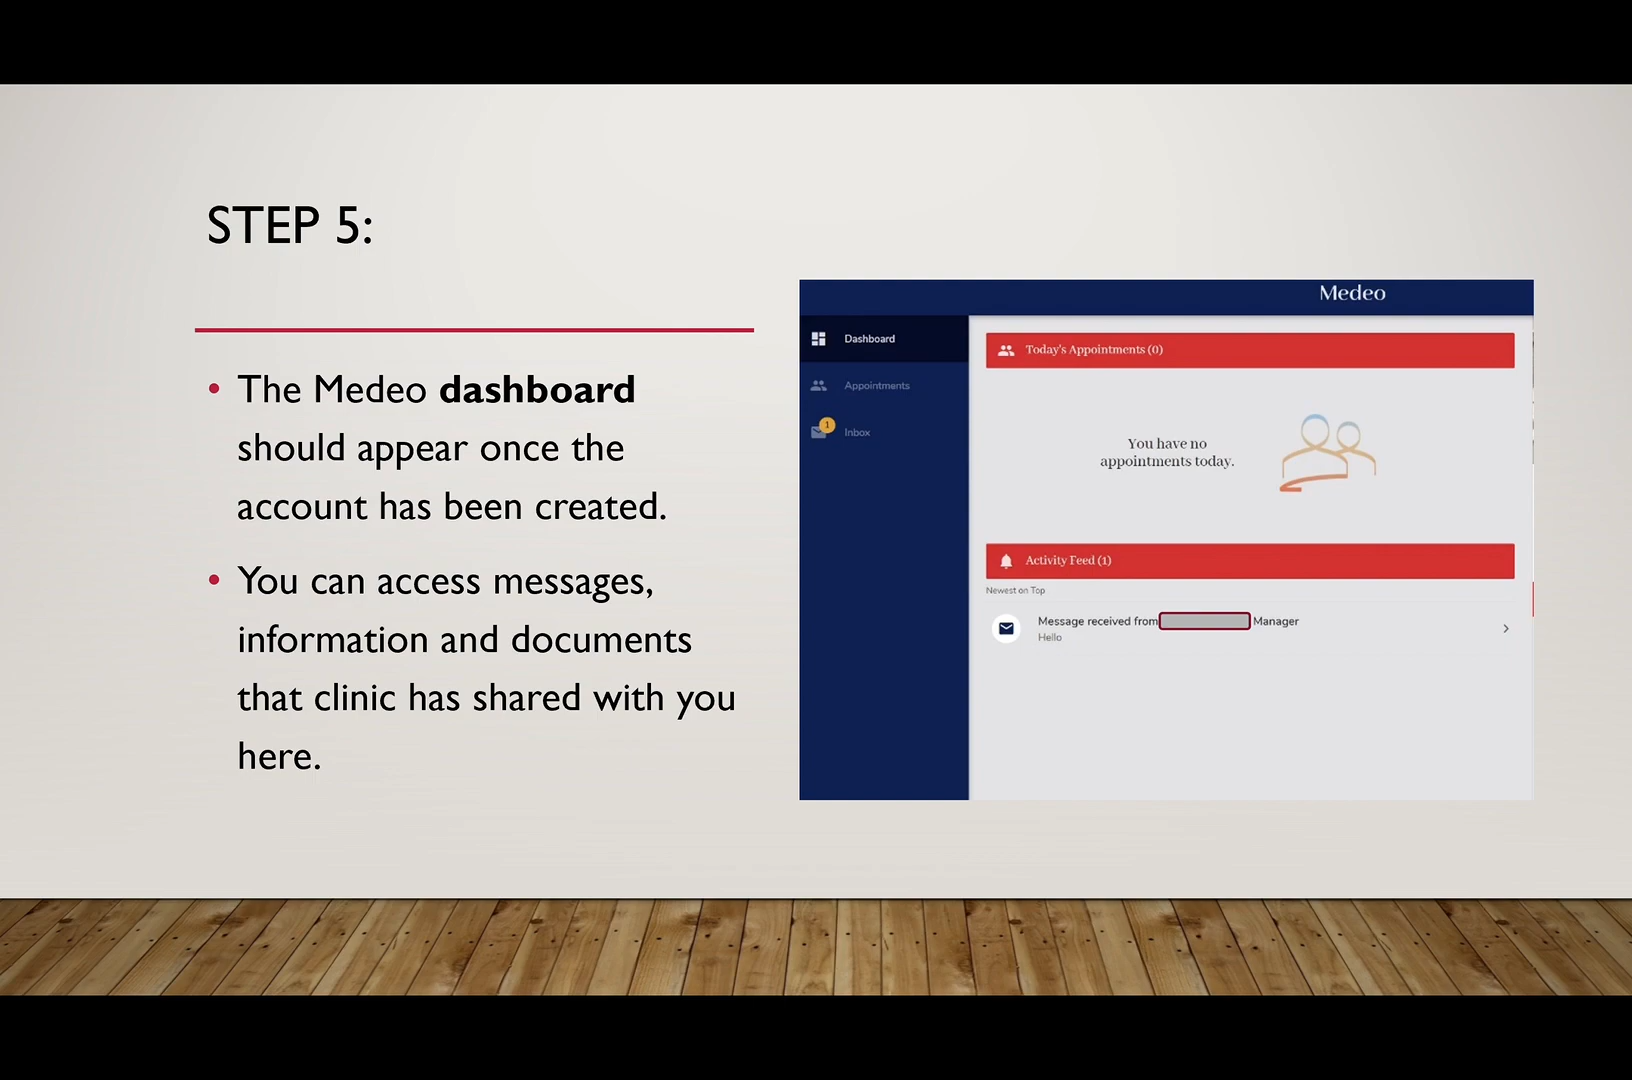 STEP 5:
• The Medeo dashboard
should appear once the
account has been created.
• You can access messages,
information and documents
that clinic has shared with you
here.
Medeo
Dashboard
Appointments
1
Inbox
Today's Appointments (0)
You have no
appointments today.
Activity Feed (1)
Newest on Top
Message received from Manager
Hello